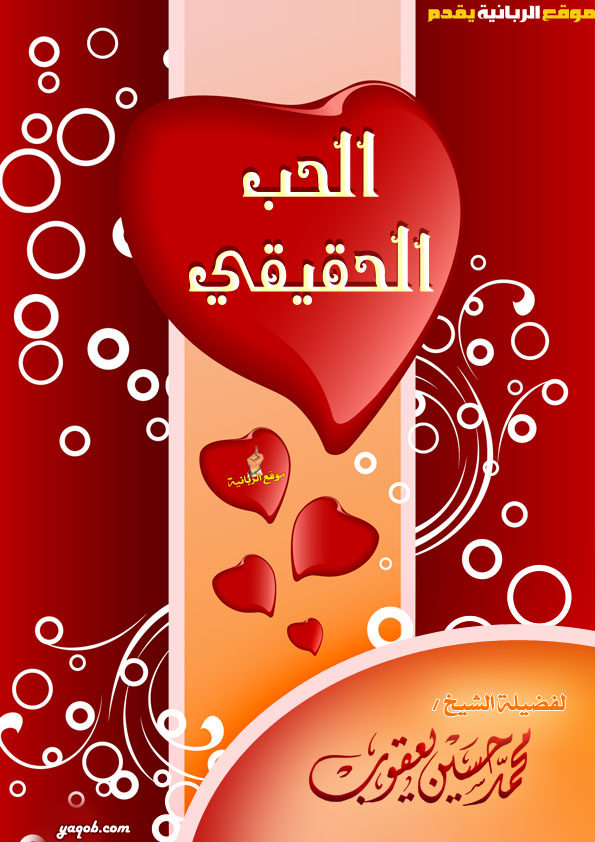 موقع الربانية يقدم
الحب
الحقيقي
موقع الربانية
لفضيلة الشيخ /
محمد حسين يعقوب
yaqob.com